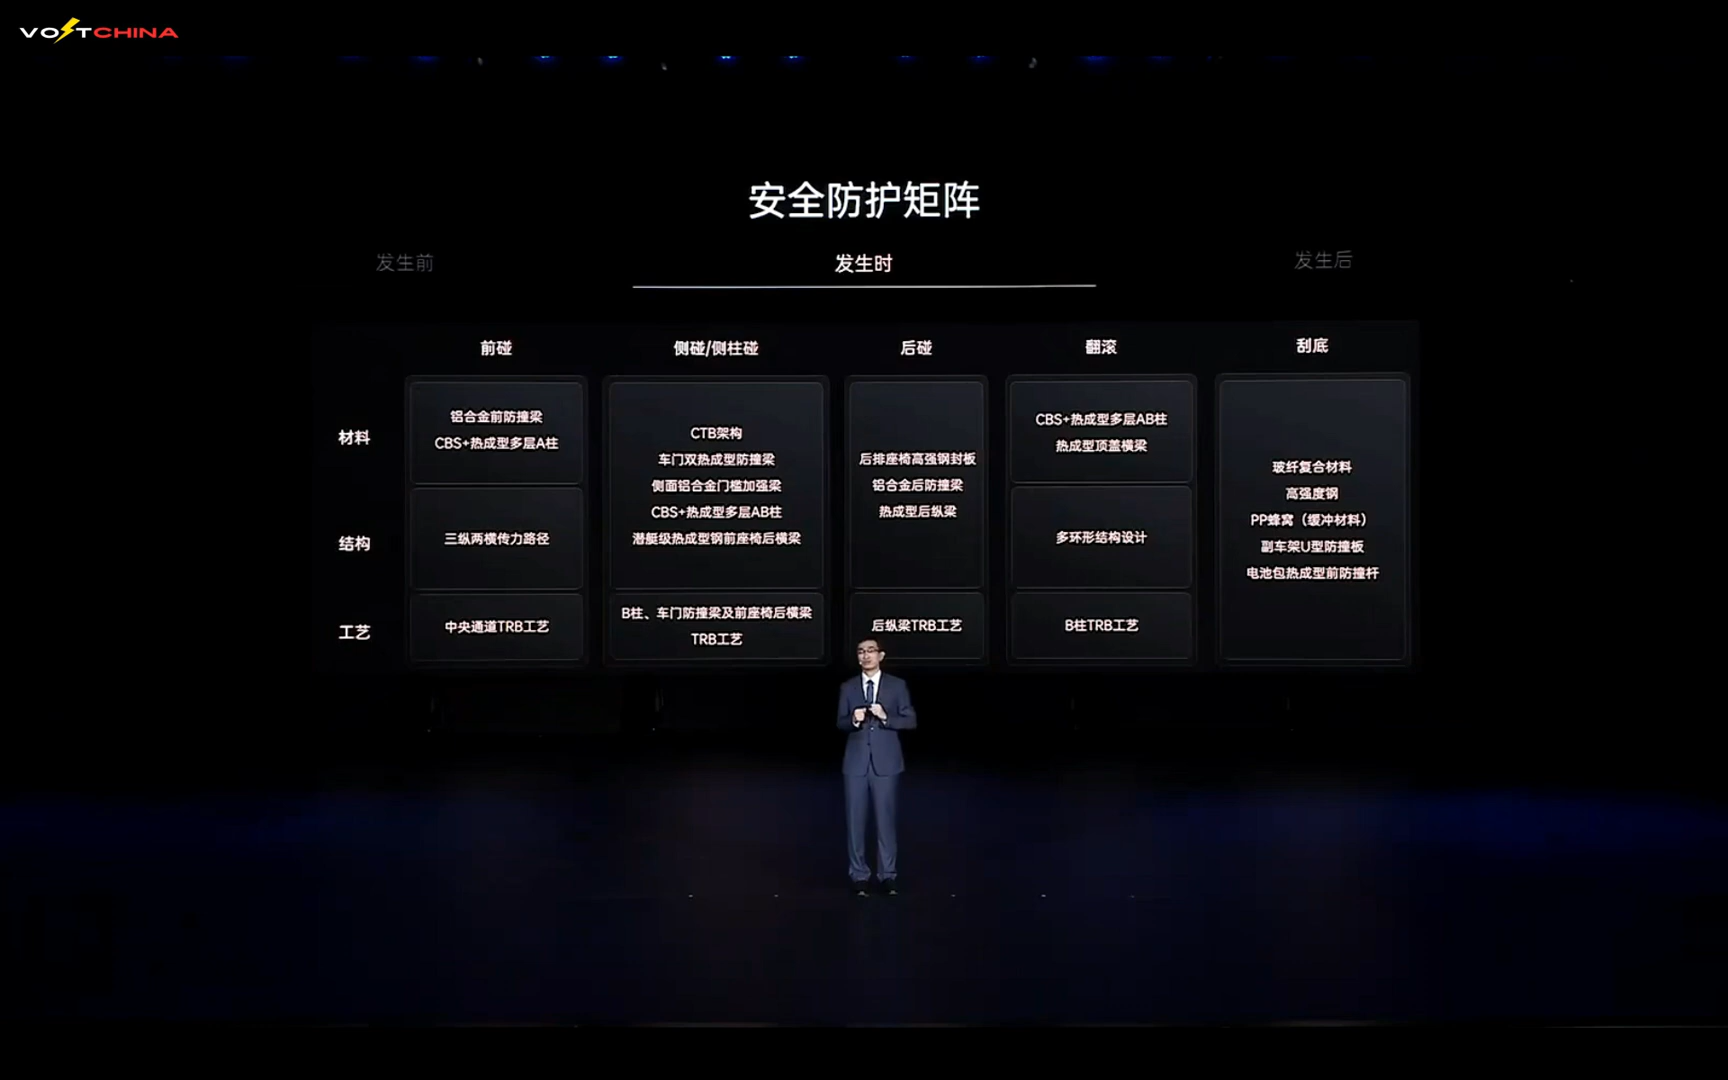 VOLTCHINA
安全防护矩阵
发生前
发生时
发生后
前碰
侧碰/侧柱碰
后碰
翻滚
刮底
材料
结构
工艺
铝合金前防撞梁
CBS+热成型多层A柱
三纵两横传力路径
中央通道TRB工艺
CTB架构
车门双热成型防撞梁
侧面铝合金门槛加强梁
CBS+热成型多层AB柱
潜艇级热成型钢前座椅后横梁
B柱、车门防撞梁及前座椅后横梁
TRB工艺
后排座椅高强钢封板
铝合金后防撞梁
热成型后纵梁
后纵梁TRB工艺
CBS+热成型多层AB柱
热成型顶盖横梁
多环形结构设计
B柱TRB工艺
玻纤复合材料
高强度钢
PP蜂窝（缓冲材料）
副车架U型防撞板
电池包热成型前防撞杆